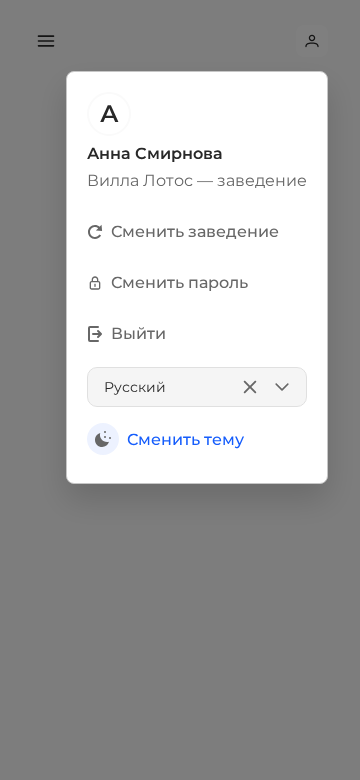 А
Анна Смирнова
Вилла Лотос — заведение
Сменить заведение
Сменить пароль
Выйти
Русский
Сменить тему